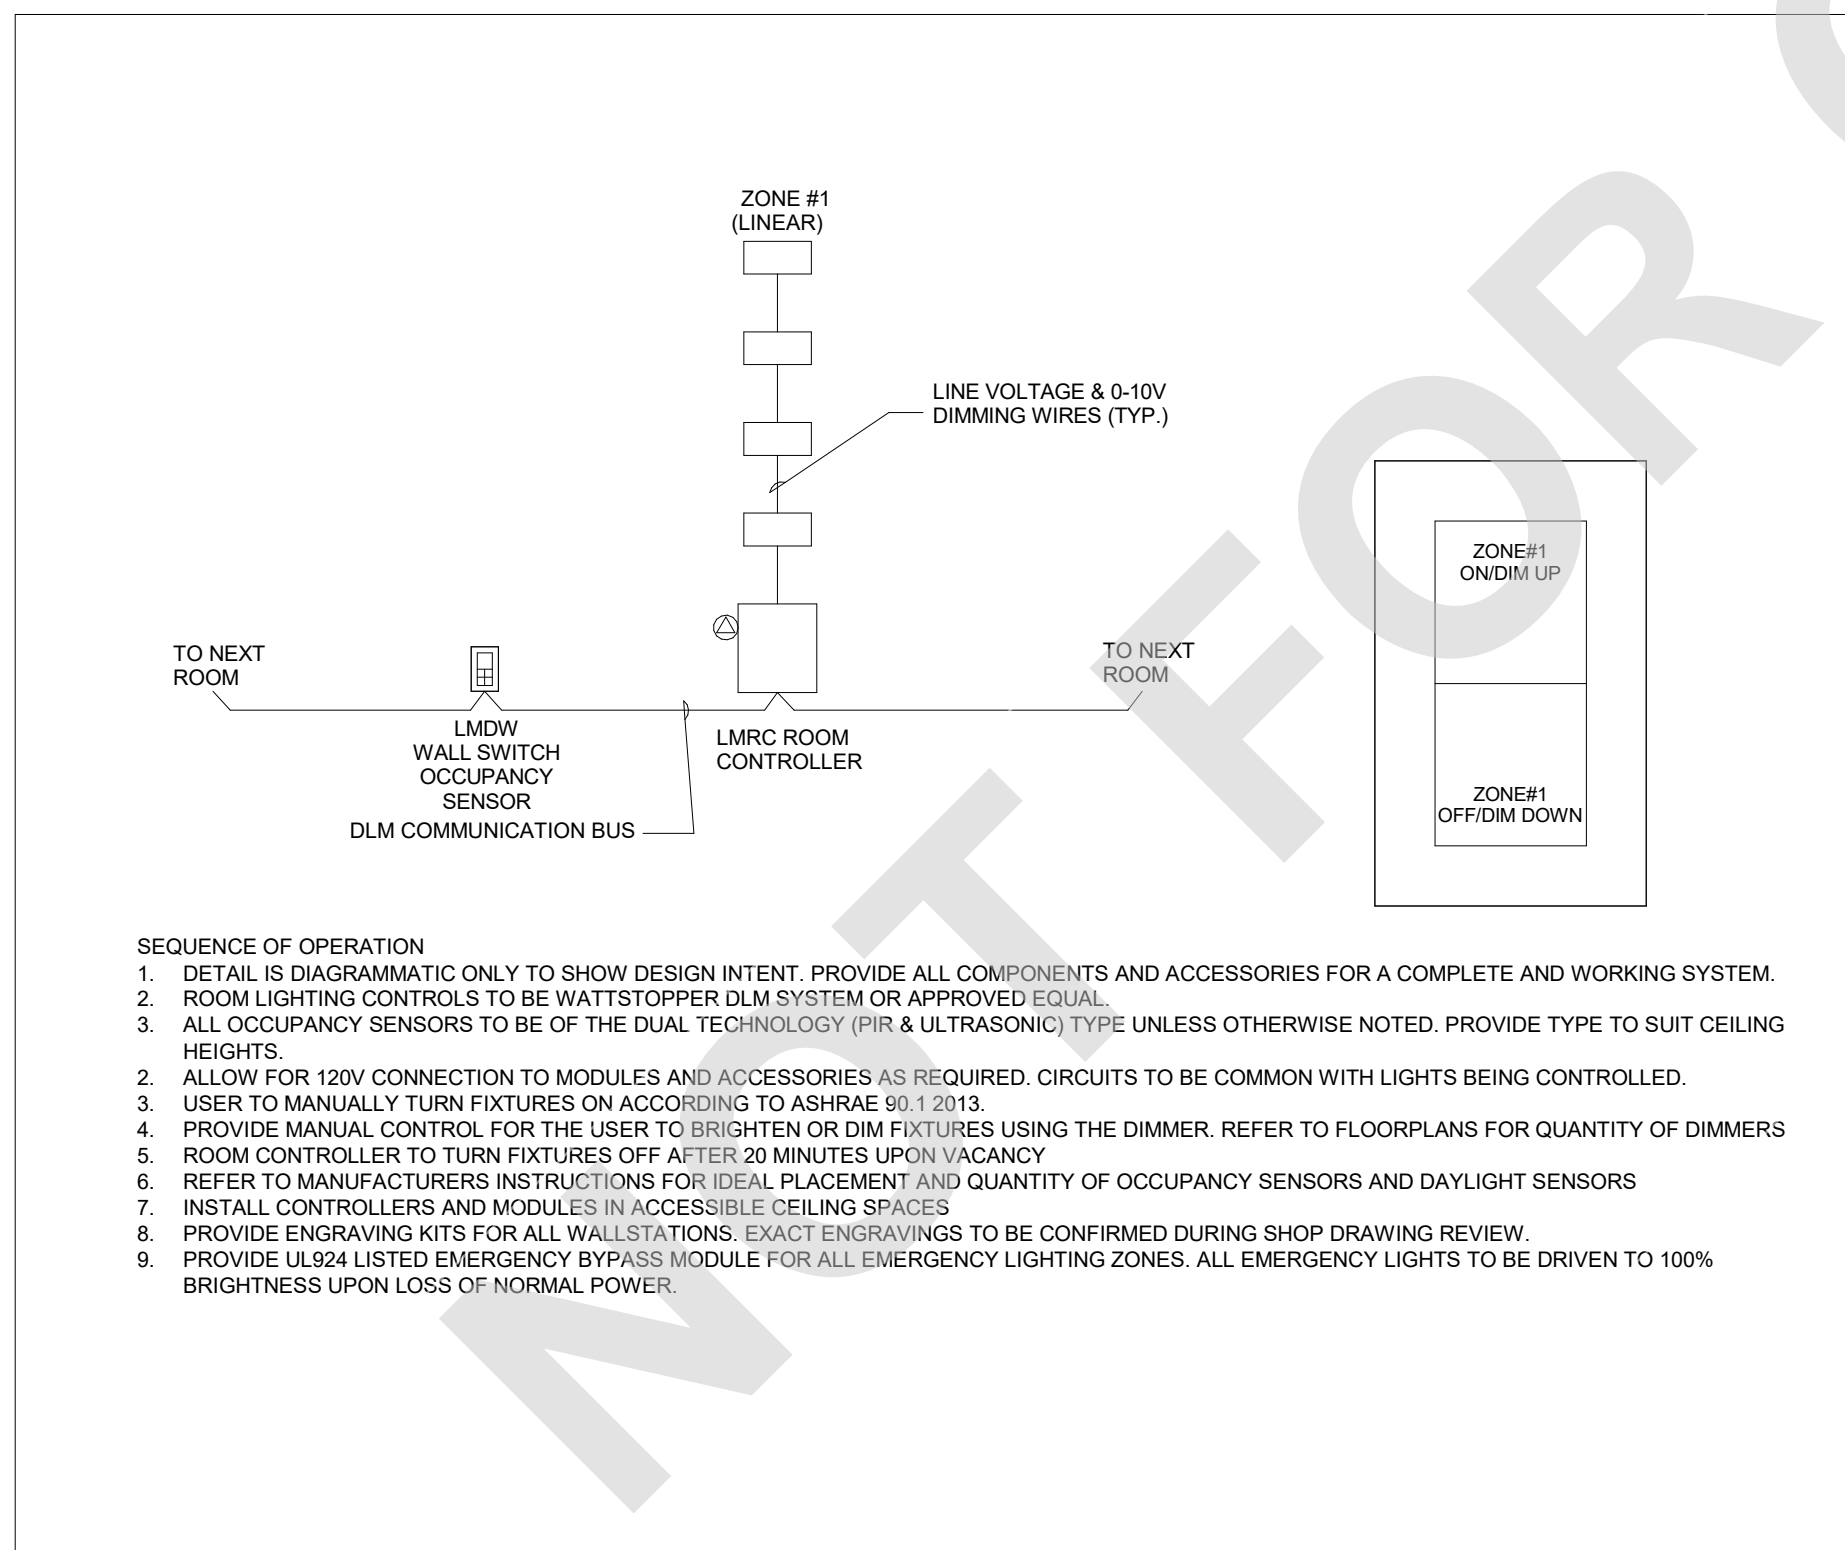 ZONE #1
(LINEAR)
LINE VOLTAGE & 0-10V
DIMMING WIRES (TYP.)
ZONE#1
ON/DIM UP
TO NEXT
ROOM
TO NEXT
ROOM
LMDW
WALL SWITCH
OCCUPANCY
SENSOR
LMRC ROOM
CONTROLLER
DLM COMMUNICATION BUS
ZONE#1
OFF/DIM DOWN
SEQUENCE OF OPERATION
1. DETAIL IS DIAGRAMMATIC ONLY TO SHOW DESIGN INTENT. PROVIDE ALL COMPONENTS AND ACCESSORIES FOR A COMPLETE AND WORKING SYSTEM.
2. ROOM LIGHTING CONTROLS TO BE WATTSTOPPER DLM SYSTEM OR APPROVED EQUAL.
3. ALL OCCUPANCY SENSORS TO BE OF THE DUAL TECHNOLOGY (PIR & ULTRASONIC) TYPE UNLESS OTHERWISE NOTED. PROVIDE TYPE TO SUIT CEILING
HEIGHTS.
2. ALLOW FOR 120V CONNECTION TO MODULES AND ACCESSORIES AS REQUIRED. CIRCUITS TO BE COMMON WITH LIGHTS BEING CONTROLLED.
3. USER TO MANUALLY TURN FIXTURES ON ACCORDING TO ASHRAE 90.1 2013.
4. PROVIDE MANUAL CONTROL FOR THE USER TO BRIGHTEN OR DIM FIXTURES USING THE DIMMER. REFER TO FLOORPLANS FOR QUANTITY OF DIMMERS
5. ROOM CONTROLLER TO TURN FIXTURES OFF AFTER 20 MINUTES UPON VACANCY
6. REFER TO MANUFACTURERS INSTRUCTIONS FOR IDEAL PLACEMENT AND QUANTITY OF OCCUPANCY SENSORS AND DAYLIGHT SENSORS
7. INSTALL CONTROLLERS AND MODULES IN ACCESSIBLE CEILING SPACES
8. PROVIDE ENGRAVING KITS FOR ALL WALLSTATIONS. EXACT ENGRAVINGS TO BE CONFIRMED DURING SHOP DRAWING REVIEW.
9. PROVIDE UL924 LISTED EMERGENCY BYPASS MODULE FOR ALL EMERGENCY LIGHTING ZONES. ALL EMERGENCY LIGHTS TO BE DRIVEN TO 100%
BRIGHTNESS UPON LOSS OF NORMAL POWER.
NOT FOR